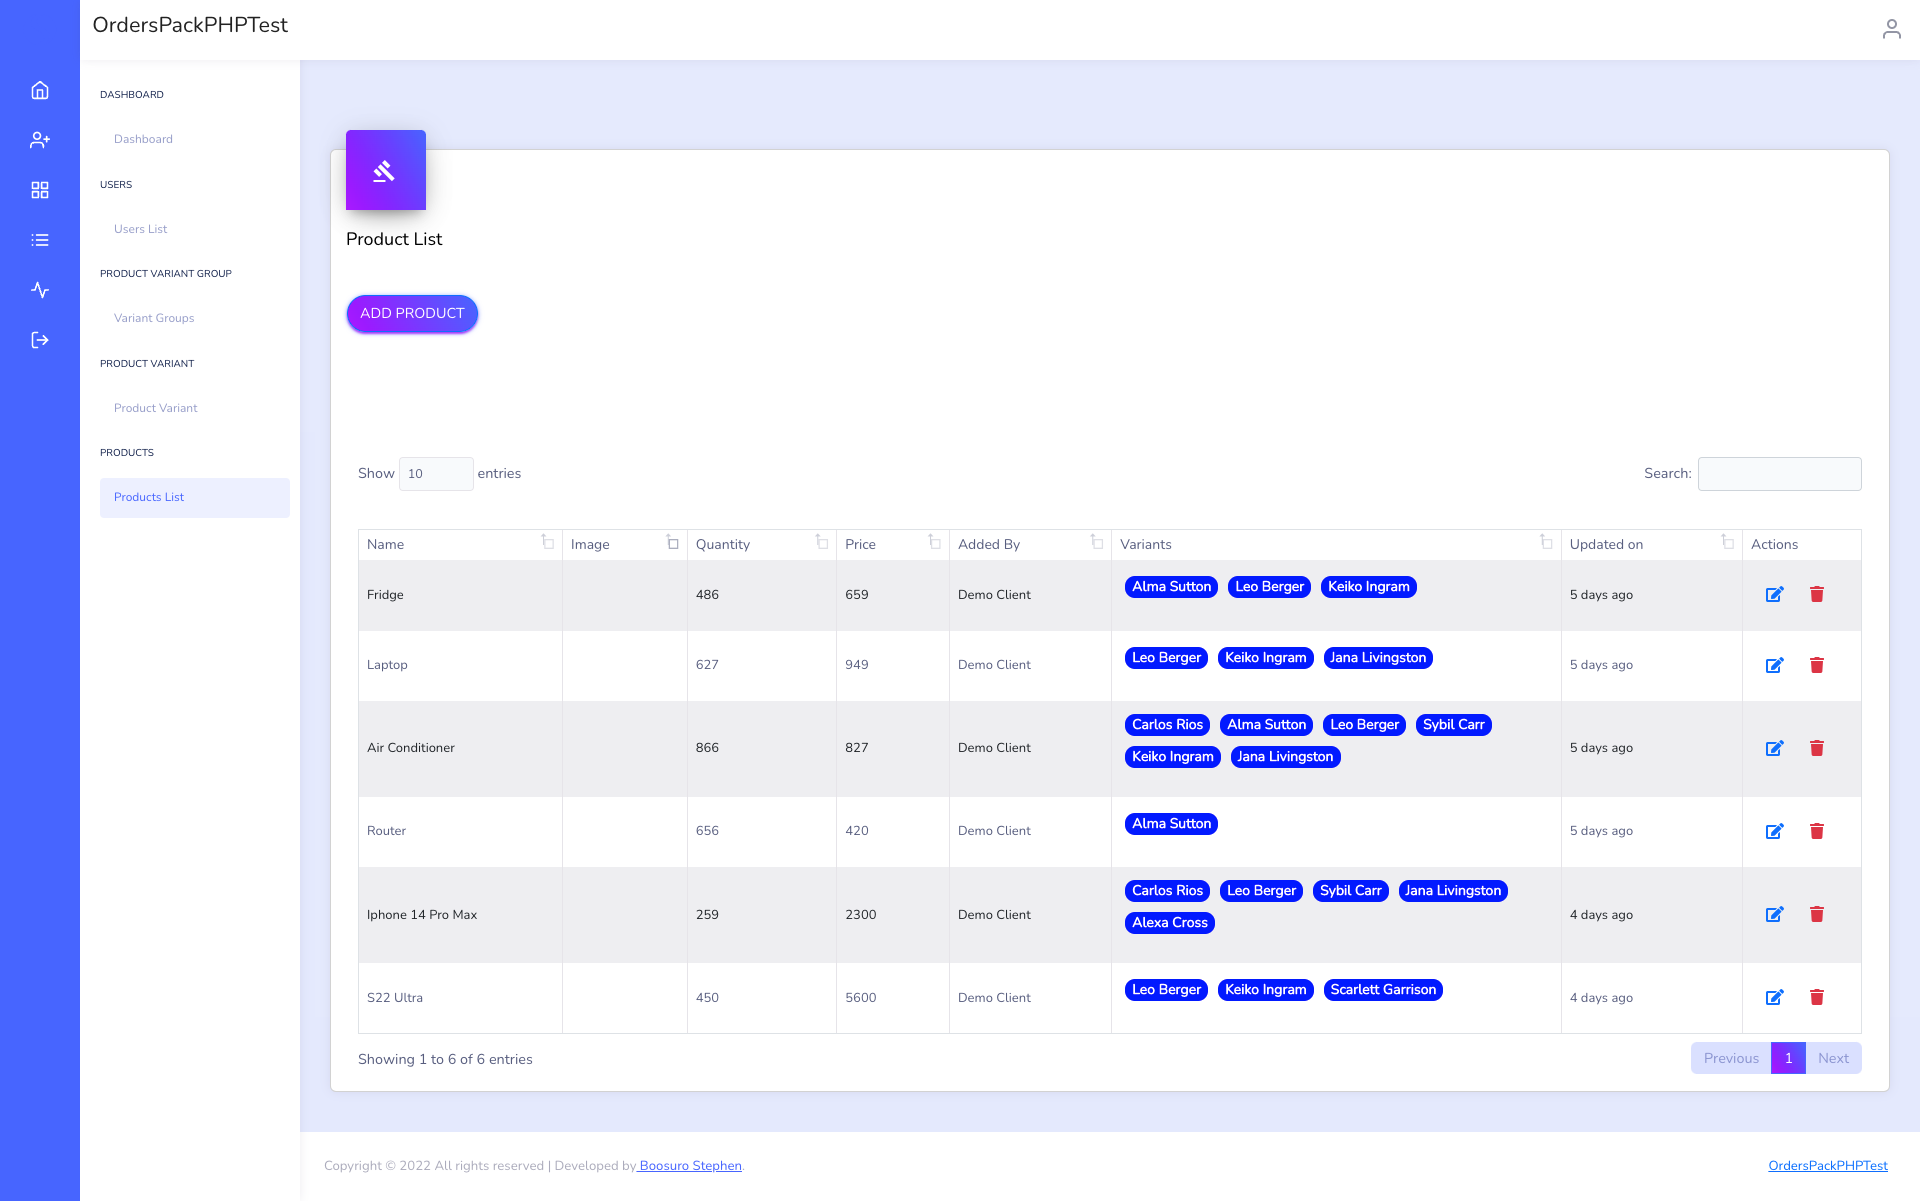 OrdersPackPHPTest
DASHBOARD
Dashboard
USERS
Users List
PRODUCT VARIANT GROUP
Variant Groups
PRODUCT VARIANT
Product Variant
PRODUCTS
Products List
Product List
ADD PRODUCT
Show 10 entries
Search:
Name Image Quantity Price Added By Variants Updated on Actions
Fridge 486 659 Demo Client Alma Sutton Leo Berger Keiko Ingram 5 days ago
Laptop 627 949 Demo Client Leo Berger Keiko Ingram Jana Livingston 5 days ago
Air Conditioner 866 827 Demo Client Carlos Rios Alma Sutton Leo Berger Sybil Carr 5 days ago
Keiko Ingram Jana Livingston
Router 656 420 Demo Client Alma Sutton 5 days ago
Iphone 14 Pro Max 259 2300 Demo Client Carlos Rios Leo Berger Sybil Carr Jana Livingston 4 days ago
Alexa Cross
S22 Ultra 450 5600 Demo Client Leo Berger Keiko Ingram Scarlett Garrison 4 days ago
Showing 1 to 6 of 6 entries
Previous 1 Next
Copyright © 2022 All rights reserved | Developed by Boosuro Stephen.
OrdersPackPHPTest